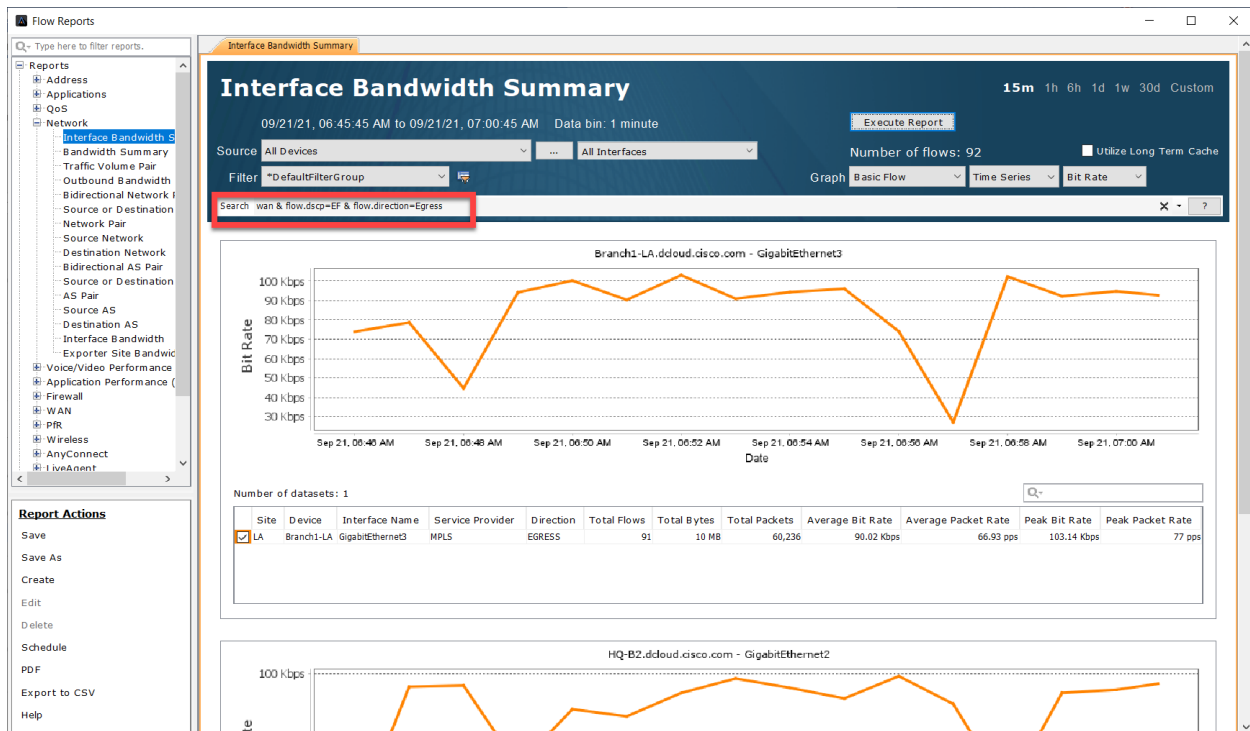 Flow Reports
Type here to filter reports.
Reports
Address
Applications
QoS
Network
Interface Bandwidth S
Bandwidth Summary
Traffic Volume Pair
Outbound Bandwidth
Bidirectional Network P
Source or Destination
Network Pair
Source Network
Destination Network
Bidirectional AS Pair
Source or Destination
AS Pair
Source AS
Destination AS
Interface Bandwidth
Exporter Site Bandwid
Voice/Video Performance
Application Performance (
Firewall
WAN
PfR
Wireless
AnyConnect
LiveAgent
Report Actions
Save
Save As
Create
Edit
Delete
Schedule
PDF
Export to CSV
Help
Interface Bandwidth Summary
Interface Bandwidth Summary
15m 1h 6h 1d 1w 30d Custom
09/21/21, 06:45:45 AM to 09/21/21, 07:00:45 AM Data bin: 1 minute
Execute Report
Source All Devices ... All Interfaces
Number of flows: 92 Utilize Long Term Cache
Filter *DefaultFilterGroup
Graph Basic Flow Time Series Bit Rate
Search wan & flow.dscp=EF & flow.direction=Egress
?
Branch1-LA.dcloud.cisco.com - GigabitEthernet3
Bit Rate
100 Kbps
90 Kbps
80 Kbps
70 Kbps
60 Kbps
50 Kbps
40 Kbps
30 Kbps
Sep 21, 06:46 AM Sep 21, 06:48 AM Sep 21, 06:50 AM Sep 21, 06:52 AM Sep 21, 06:54 AM Sep 21, 06:56 AM Sep 21, 06:58 AM Sep 21, 07:00 AM
Date
Number of datasets: 1
Site Device Interface Name Service Provider Direction Total Flows Total Bytes Total Packets Average Bit Rate Average Packet Rate Peak Bit Rate Peak Packet Rate
LA Branch1-LA GigabitEthernet3 MPLS EGRESS 91 10 MB 60,236 90.02 Kbps 66.93 pps 103.14 Kbps 77 pps
HQ-B2.dcloud.cisco.com - GigabitEthernet2
100 Kbps